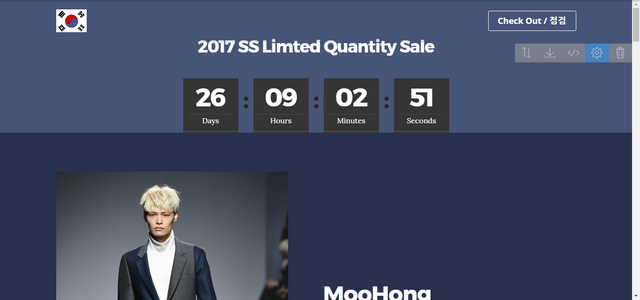 Check Out / 점검
2017 SS Limted Quantity Sale
26 : 09 : 02 : 51
Days Hours Minutes Seconds
MooHong